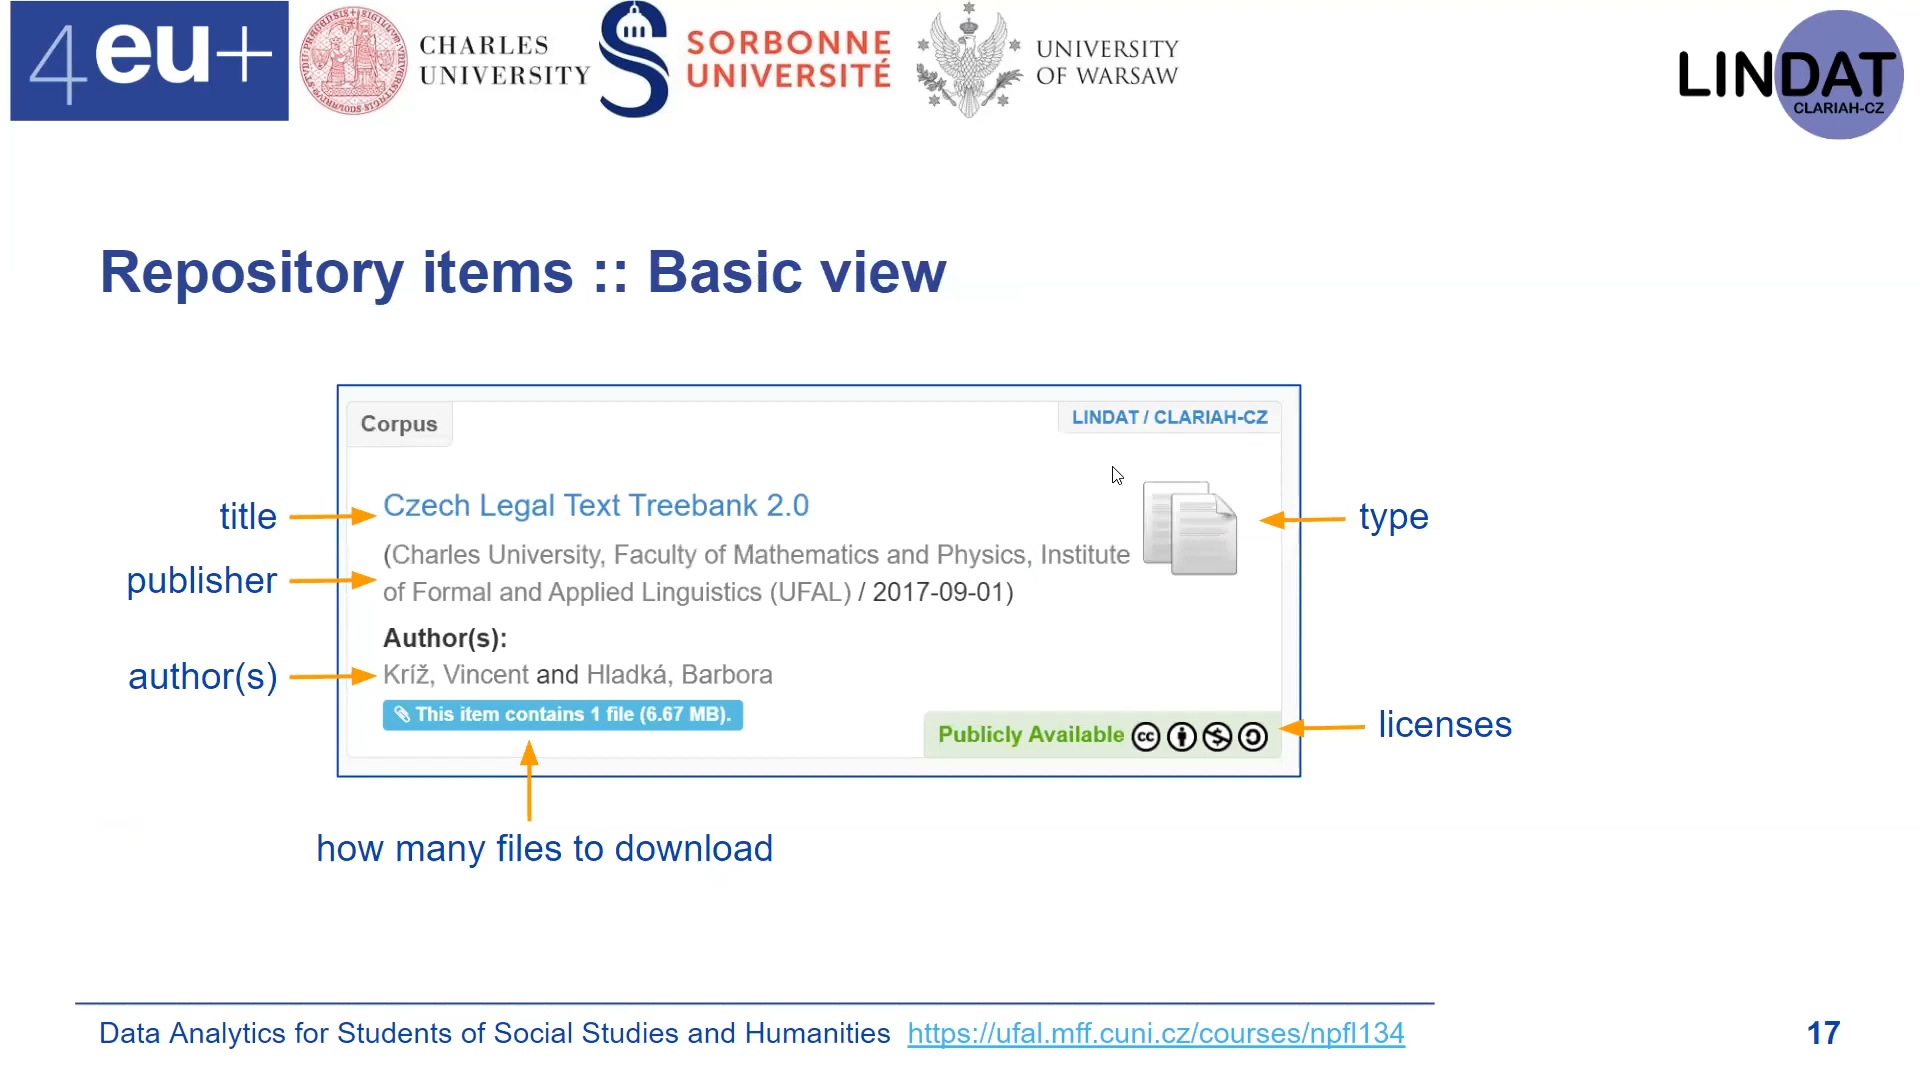 4eu+
CHARLES
UNIVERSITY
SORBONNE
UNIVERSITÉ
UNIVERSITY
OF WARSAW
LINDAT
CLARIAH-CZ
Repository items :: Basic view
Corpus
LINDAT / CLARIAH-CZ
title
Czech Legal Text Treebank 2.0
type
(Charles University, Faculty of Mathematics and Physics, Institute
publisher
of Formal and Applied Linguistics (UFAL) / 2017-09-01)
Author(s):
author(s)
Kríž, Vincent and Hladká, Barbora
This item contains 1 file (6.67 MB).
Publicly Available
cc
licenses
how many files to download
Data Analytics for Students of Social Studies and Humanities https://ufal.mff.cuni.cz/courses/npfl134
17